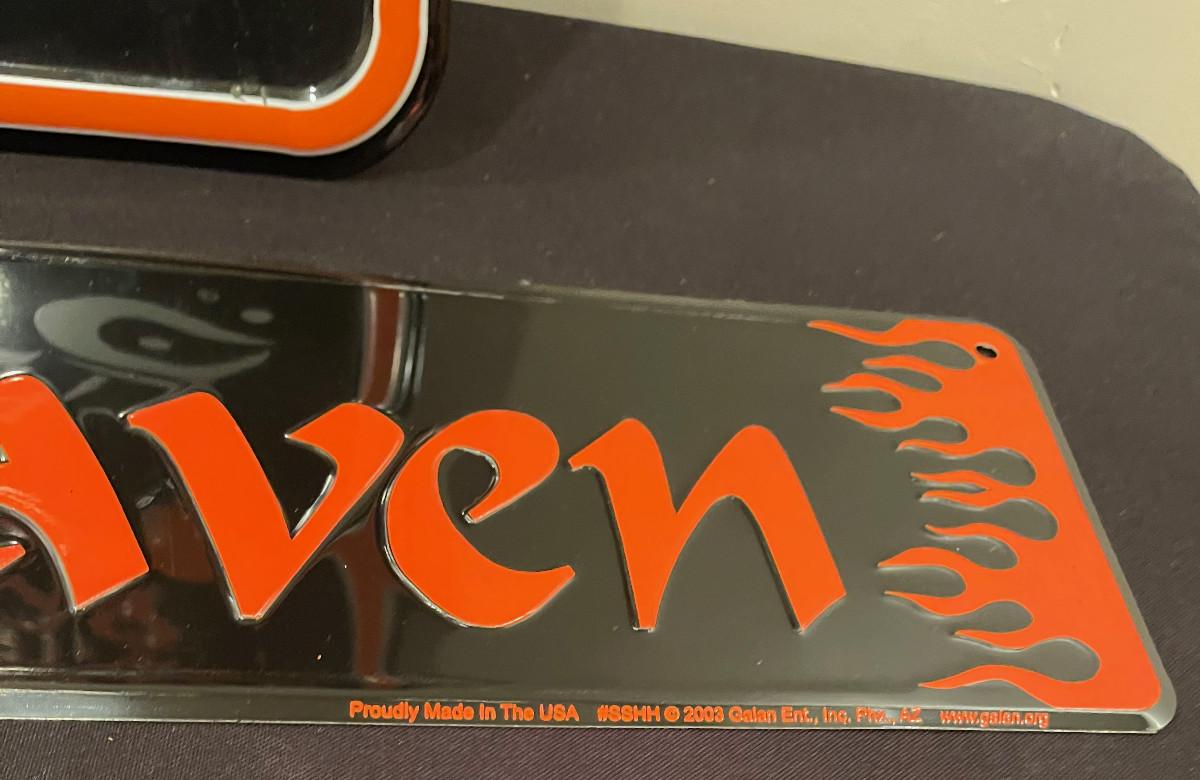 Aven
Proudly Made In The USA #SSHH © 2003 Galan Ent., Inc. Phx., AZ www.galan.org